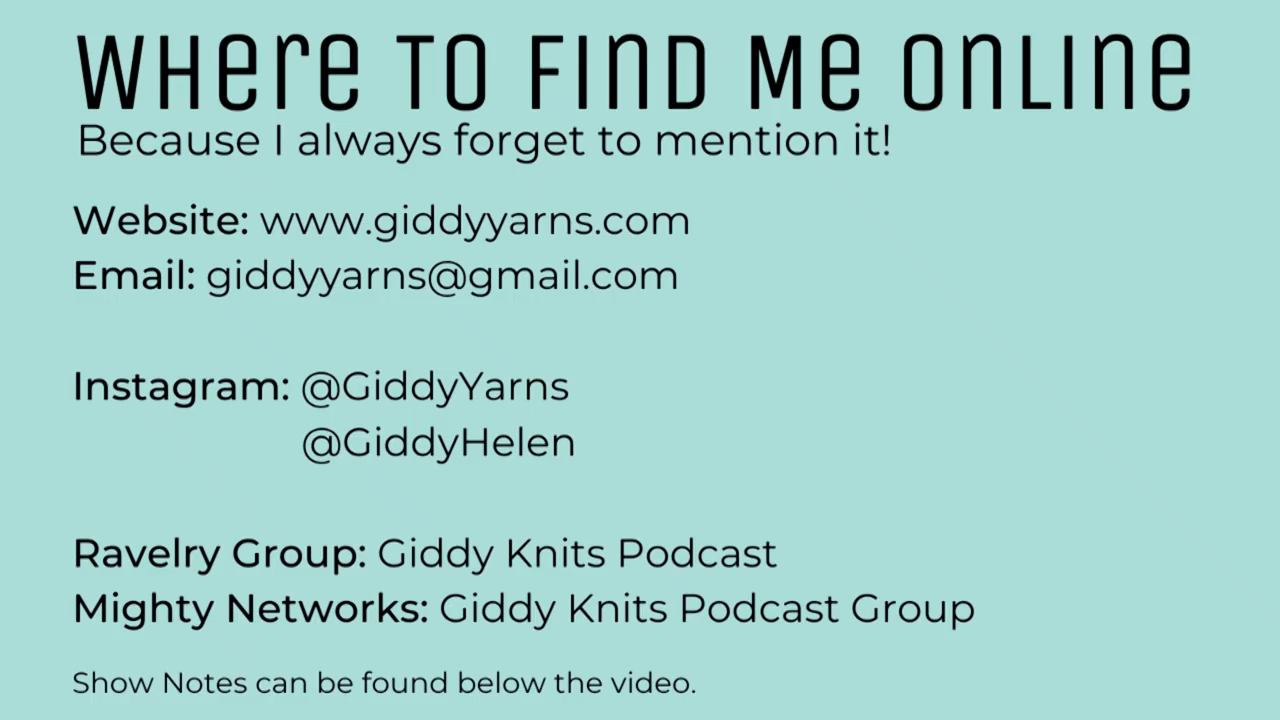 WHere TO FIND Me ONLINE
Because I always forget to mention it!
Website: www.giddyyarns.com
Email: giddyyarns@gmail.com
Instagram: @GiddyYarns
@GiddyHelen
Ravelry Group: Giddy Knits Podcast
Mighty Networks: Giddy Knits Podcast Group
Show Notes can be found below the video.